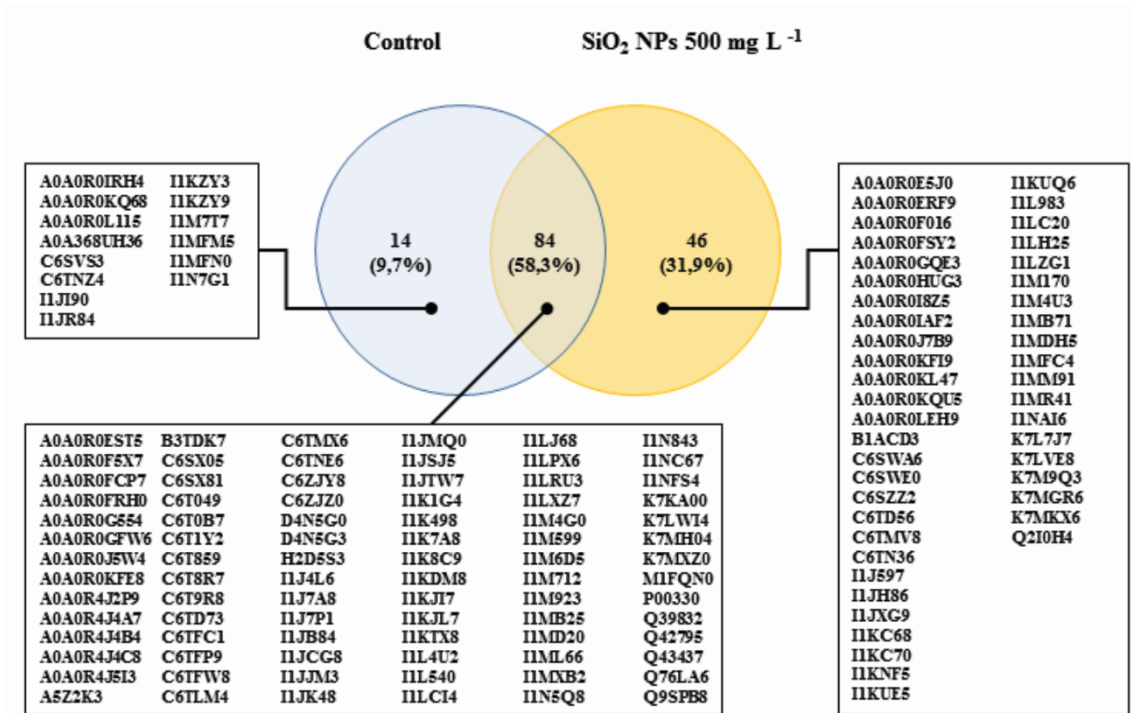 Control SiO₂ NPs 500 mg L ⁻¹
14 84 46
(9,7%) (58,3%) (31,9%)
A0A0R0IRH4 I1KZY3
A0A0R0KQ68 I1KZY9
A0A0R0L115 I1M7T7
A0A368UH36 I1MFM5
C6SVS3 I1MFN0
C6TNZ4 I1N7G1
I1JI90
I1JR84
A0A0R0E5J0 I1KUQ6
A0A0R0ERF9 I1L983
A0A0R0F016 I1LC20
A0A0R0FSY2 I1LH25
A0A0R0GQE3 I1LZG1
A0A0R0HUG3 I1M170
A0A0R0I8Z5 I1M4U3
A0A0R0IAF2 I1MB71
A0A0R0J7B9 I1MDH5
A0A0R0KFI9 I1MFC4
A0A0R0KL47 I1MM91
A0A0R0KQU5 I1MR41
A0A0R0LEH9 I1NAI6
B1ACD3 K7L7J7
C6SWA6 K7LVE8
C6SWE0 K7M9Q3
C6SZZ2 K7MGR6
C6TD56 K7MKX6
C6TMV8 Q2I0H4
C6TN36
I1J597
I1JH86
I1JXG9
I1KC68
I1KC70
I1KNF5
I1KUE5
A0A0R0EST5 B3TDK7 C6TMX6 I1JMQ0 I1LJ68 I1N843
A0A0R0F5X7 C6SX05 C6TNE6 I1JSJ5 I1LPX6 I1NC67
A0A0R0FCP7 C6SX81 C6ZJY8 I1JTW7 I1LRU3 I1NFS4
A0A0R0FRH0 C6T049 C6ZJZ0 I1K1G4 I1LXZ7 K7KA00
A0A0R0G554 C6T0B7 D4N5G0 I1K498 I1M4G0 K7LWI4
A0A0R0GFW6 C6T1Y2 D4N5G3 I1K7A8 I1M599 K7MH04
A0A0R0J5W4 C6T859 H2D5S3 I1K8C9 I1M6D5 K7MXZ0
A0A0R0KFE8 C6T8R7 I1J4L6 I1KDM8 I1M712 M1FQN0
A0A0R4J2P9 C6T9R8 I1J7A8 I1KJI7 I1M923 P00330
A0A0R4J4A7 C6TD73 I1J7P1 I1KJL7 I1MB25 Q39832
A0A0R4J4B4 C6TFC1 I1JB84 I1KTX8 I1MD20 Q42795
A0A0R4J4C8 C6TFP9 I1JCG8 I1L4U2 I1ML66 Q43437
A0A0R4J5I3 C6TFW8 I1JJM3 I1L540 I1MXB2 Q76LA6
A5Z2K3 C6TLM4 I1JK48 I1LCI4 I1N5Q8 Q9SPB8